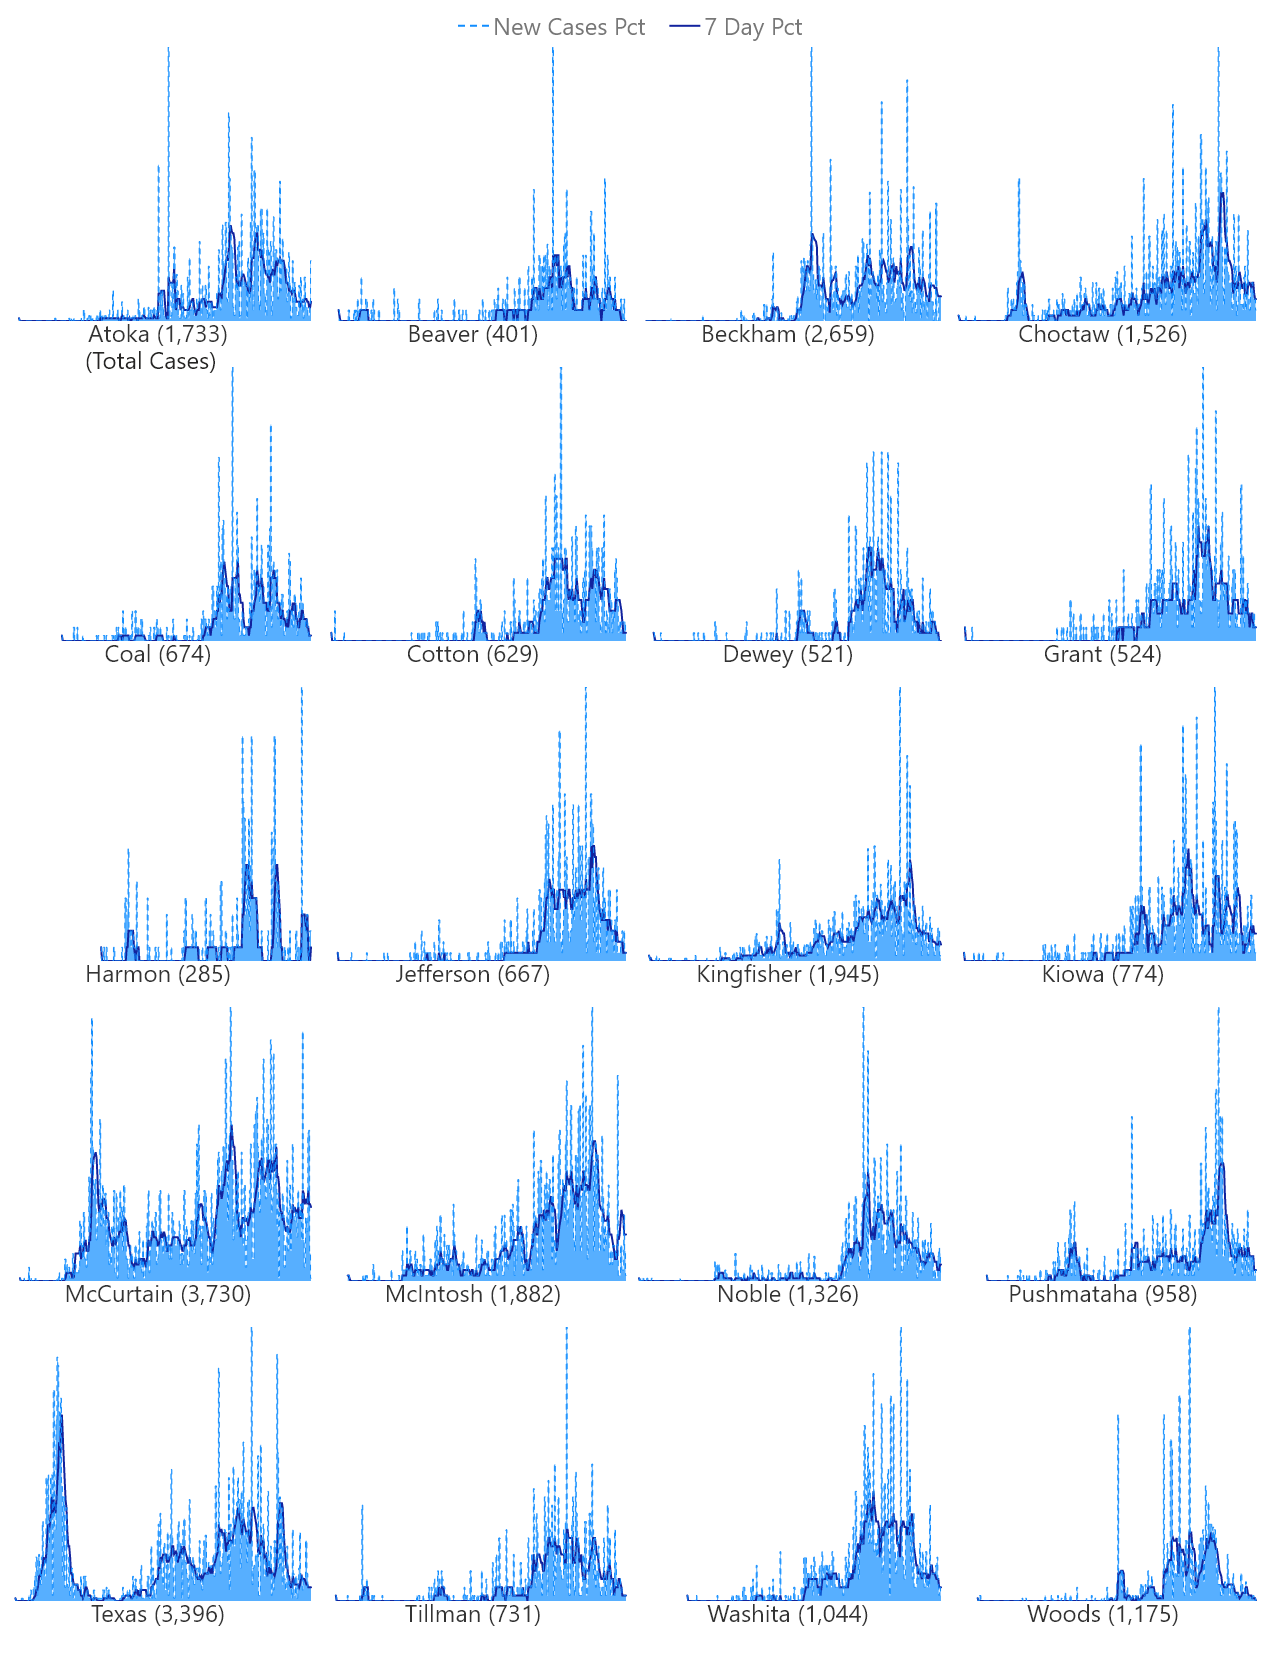 New Cases Pct 7 Day Pct
Atoka (1,733) Beaver (401) Beckham (2,659) Choctaw (1,526)
(Total Cases)
Coal (674) Cotton (629) Dewey (521) Grant (524)
Harmon (285) Jefferson (667) Kingfisher (1,945) Kiowa (774)
McCurtain (3,730) McIntosh (1,882) Noble (1,326) Pushmataha (958)
Texas (3,396) Tillman (731) Washita (1,044) Woods (1,175)